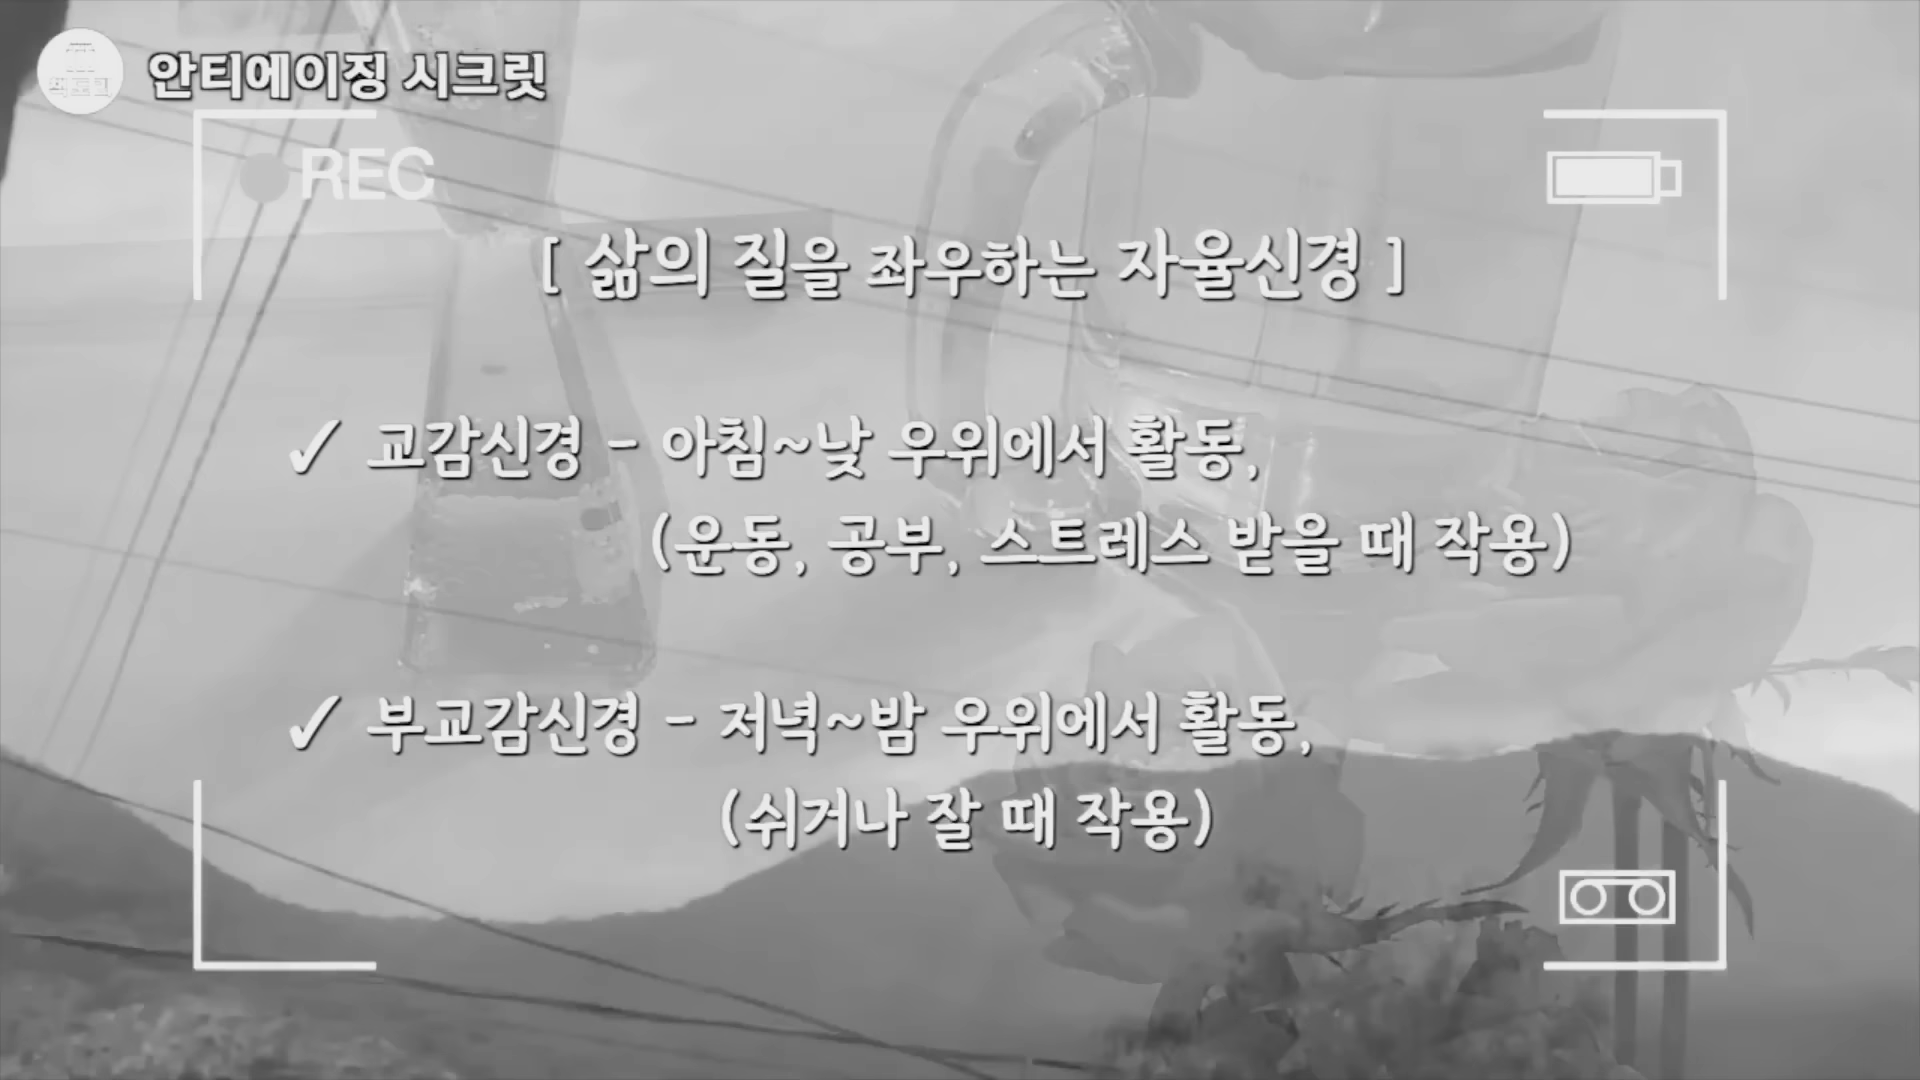 안티에이징 시크릿
REC
[ 삶의 질을 좌우하는 자율신경 ]
✓ 교감신경 - 아침~낮 우위에서 활동,
(운동, 공부, 스트레스 받을 때 작용)
✓ 부교감신경 - 저녁~밤 우위에서 활동,
(쉬거나 잘 때 작용)